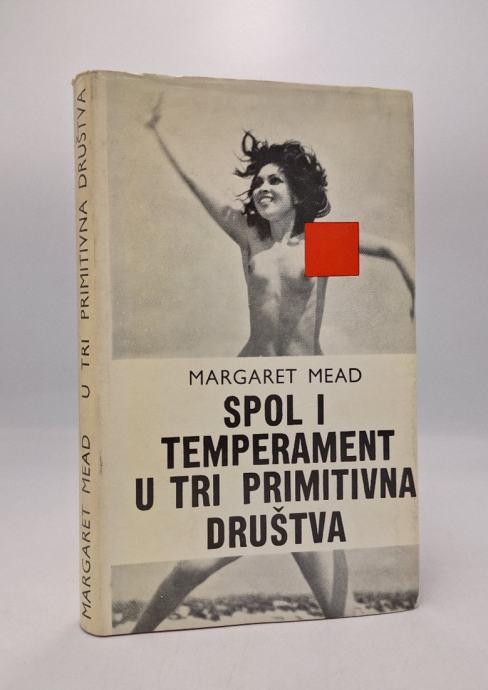 MARGARET MEAD U TRI PRIMITIVNA DRUŠTVA
MARGARET MEAD
SPOL I
TEMPERAMENT
U TRI PRIMITIVNA
DRUŠTVA